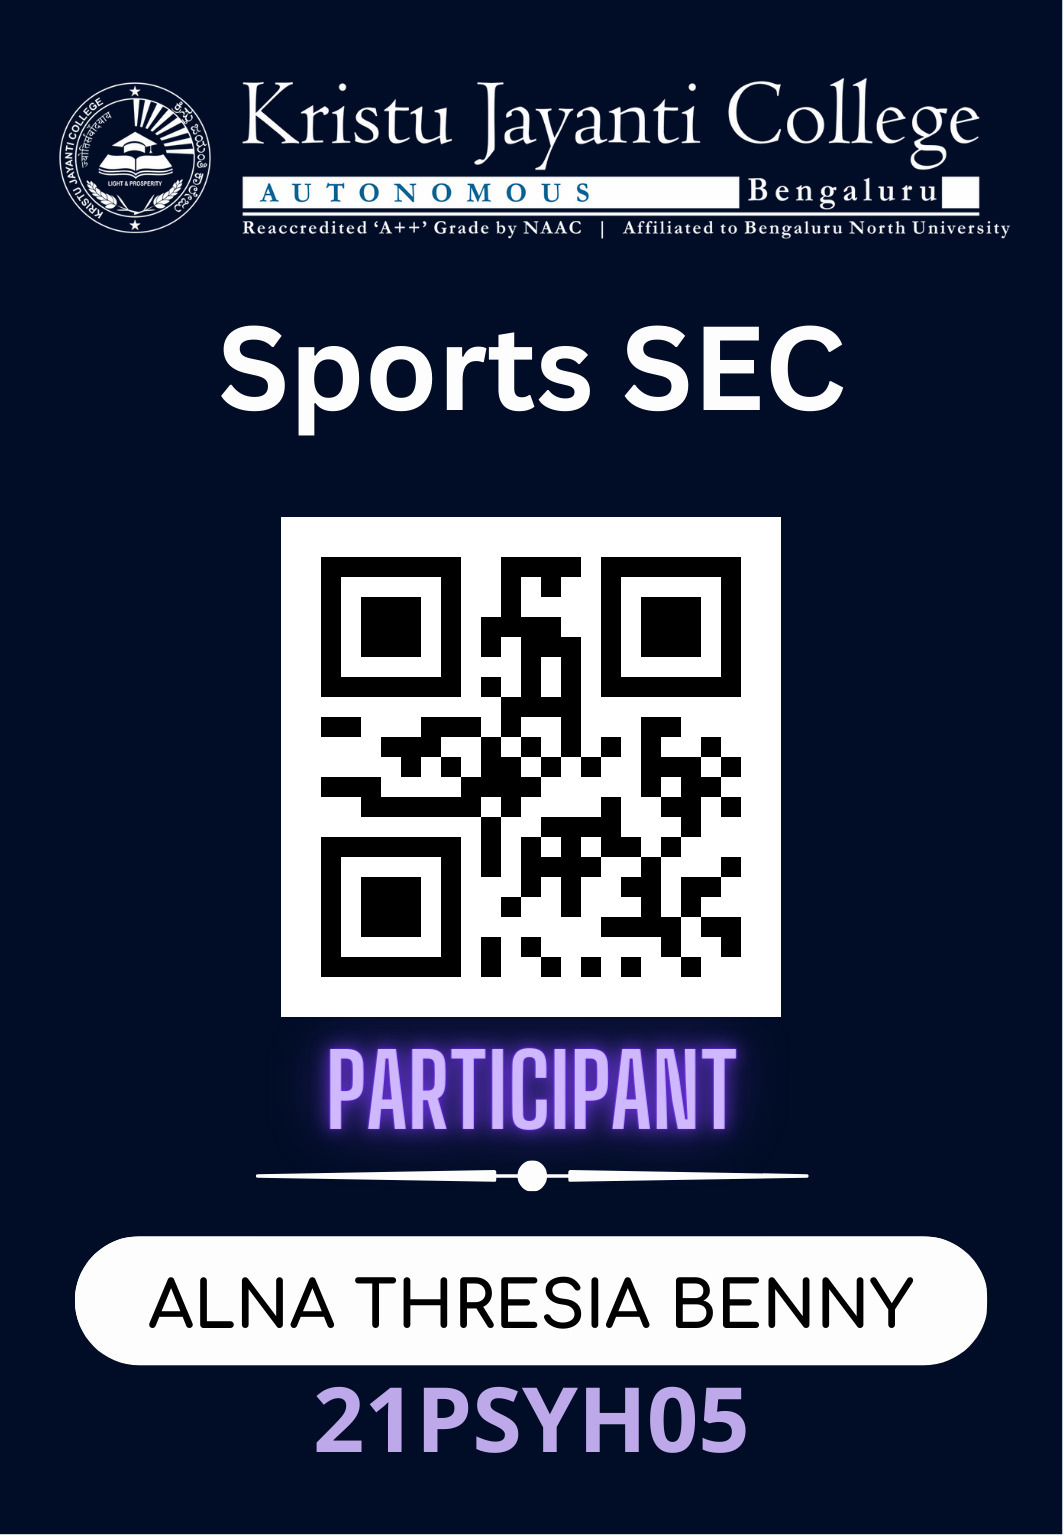 Kristu Jayanti College
AUTONOMOUS Bengaluru
Reaccredited ‘A++’ Grade by NAAC | Affiliated to Bengaluru North University
KRISTU JAYANTI COLLEGE
LIGHT & PROSPERITY
Sports SEC
PARTICIPANT
ALNA THRESIA BENNY
21PSYH05